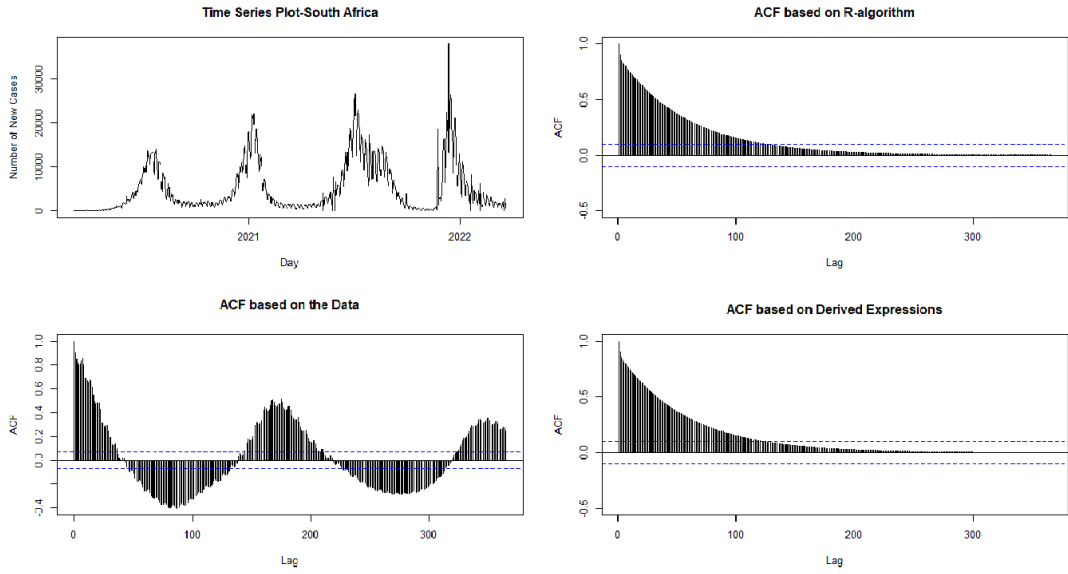 Time Series Plot-South Africa
Number of New Cases
30000
20000
10000
0
2021
2022
Day
ACF based on R-algorithm
ACF
1.0
0.5
0.0
-0.5
0
100
200
300
Lag
ACF based on the Data
ACF
1.0
0.8
0.6
0.4
0.2
0.0
-0.4
0
100
200
300
Lag
ACF based on Derived Expressions
ACF
1.0
0.5
0.0
-0.5
0
100
200
300
Lag